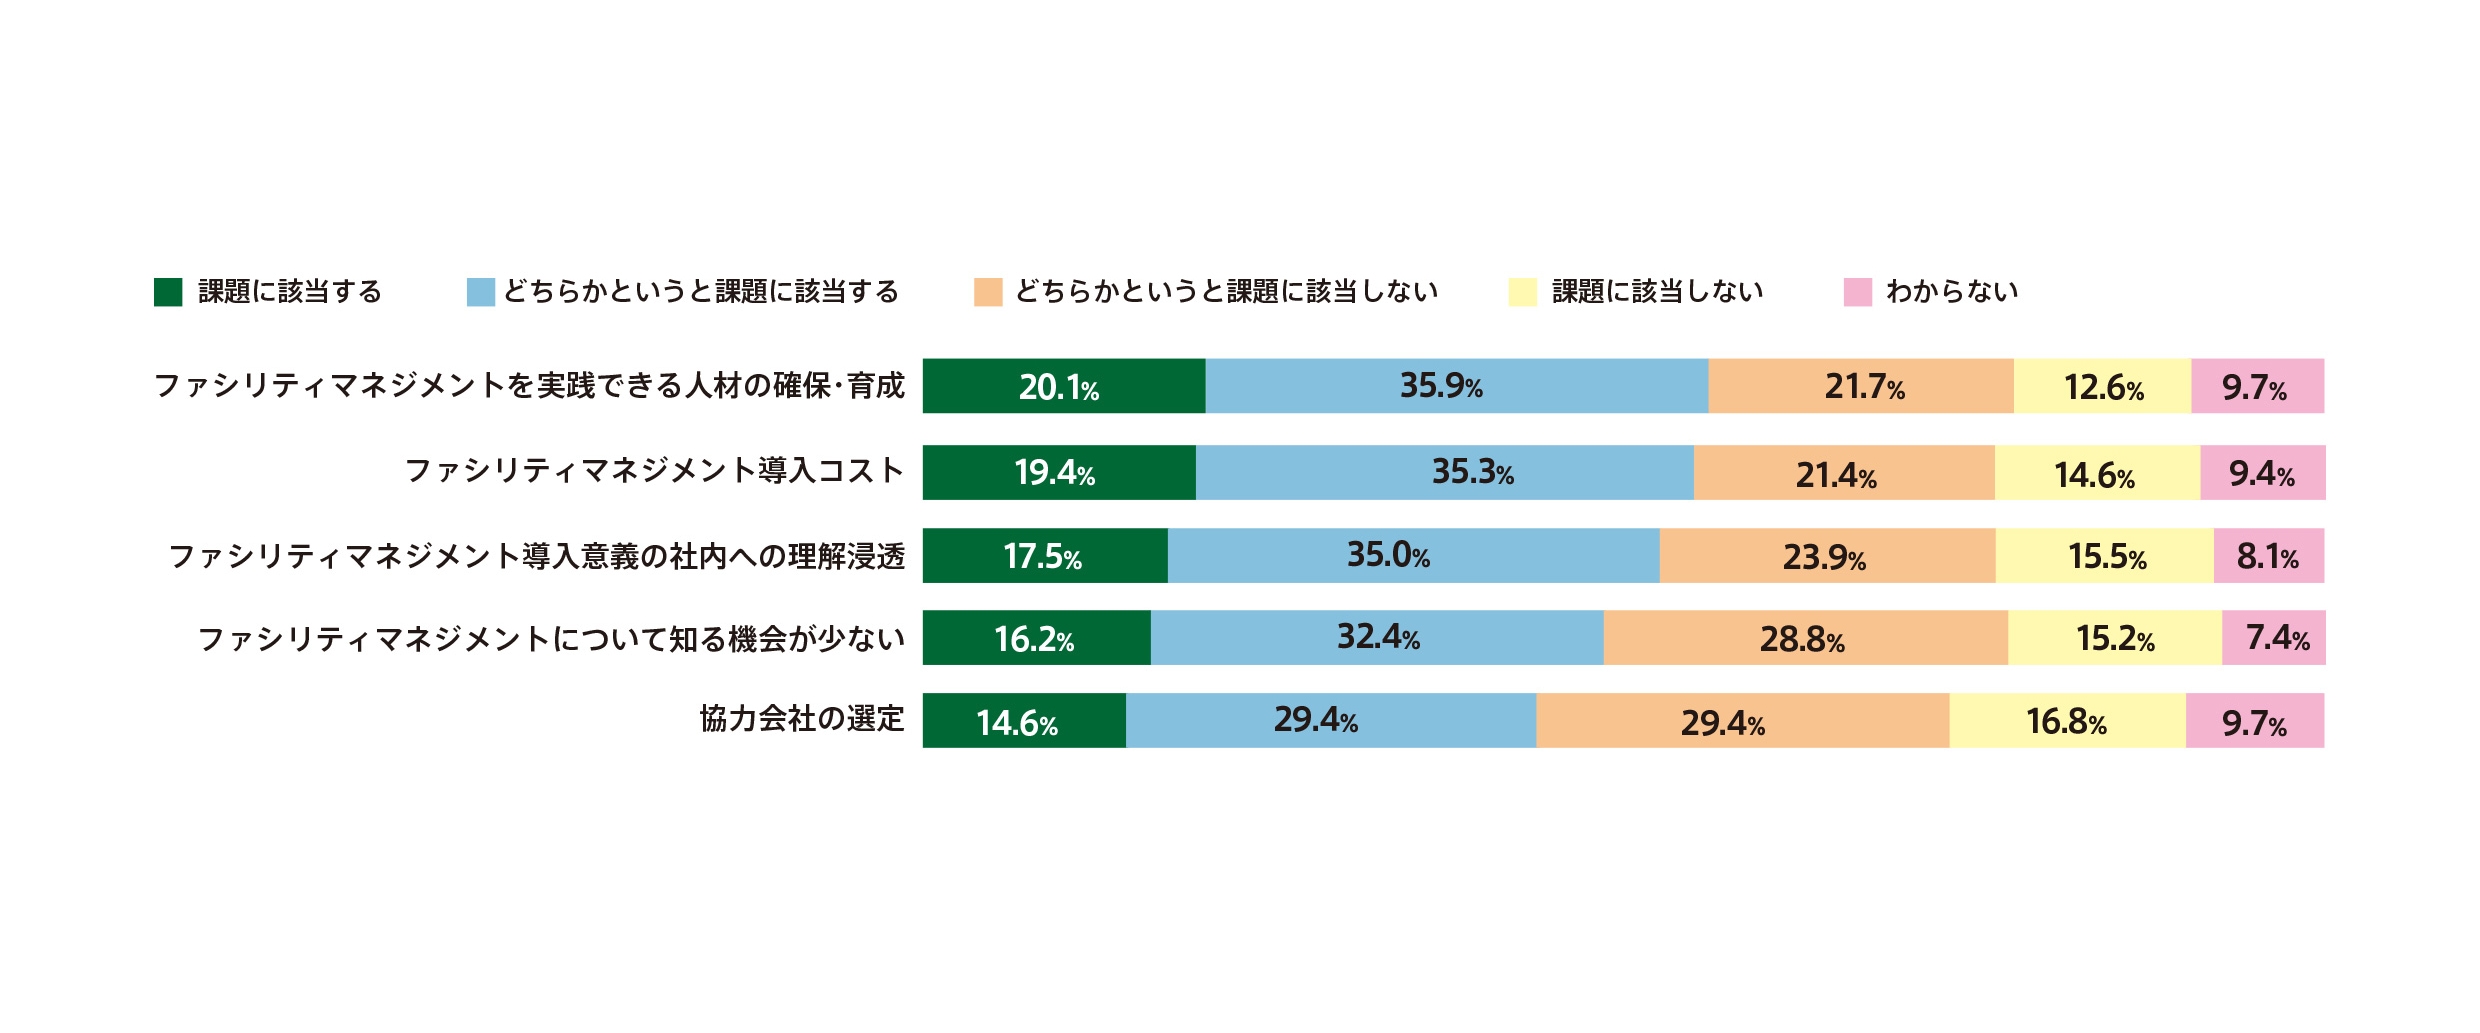 課題に該当する どちらかというと課題に該当する どちらかというと課題に該当しない 課題に該当しない わからない
ファシリティマネジメントを実践できる人材の確保・育成 20.1% 35.9% 21.7% 12.6% 9.7%
ファシリティマネジメント導入コスト 19.4% 35.3% 21.4% 14.6% 9.4%
ファシリティマネジメント導入意義の社内への理解浸透 17.5% 35.0% 23.9% 15.5% 8.1%
ファシリティマネジメントについて知る機会が少ない 16.2% 32.4% 28.8% 15.2% 7.4%
協力会社の選定 14.6% 29.4% 29.4% 16.8% 9.7%